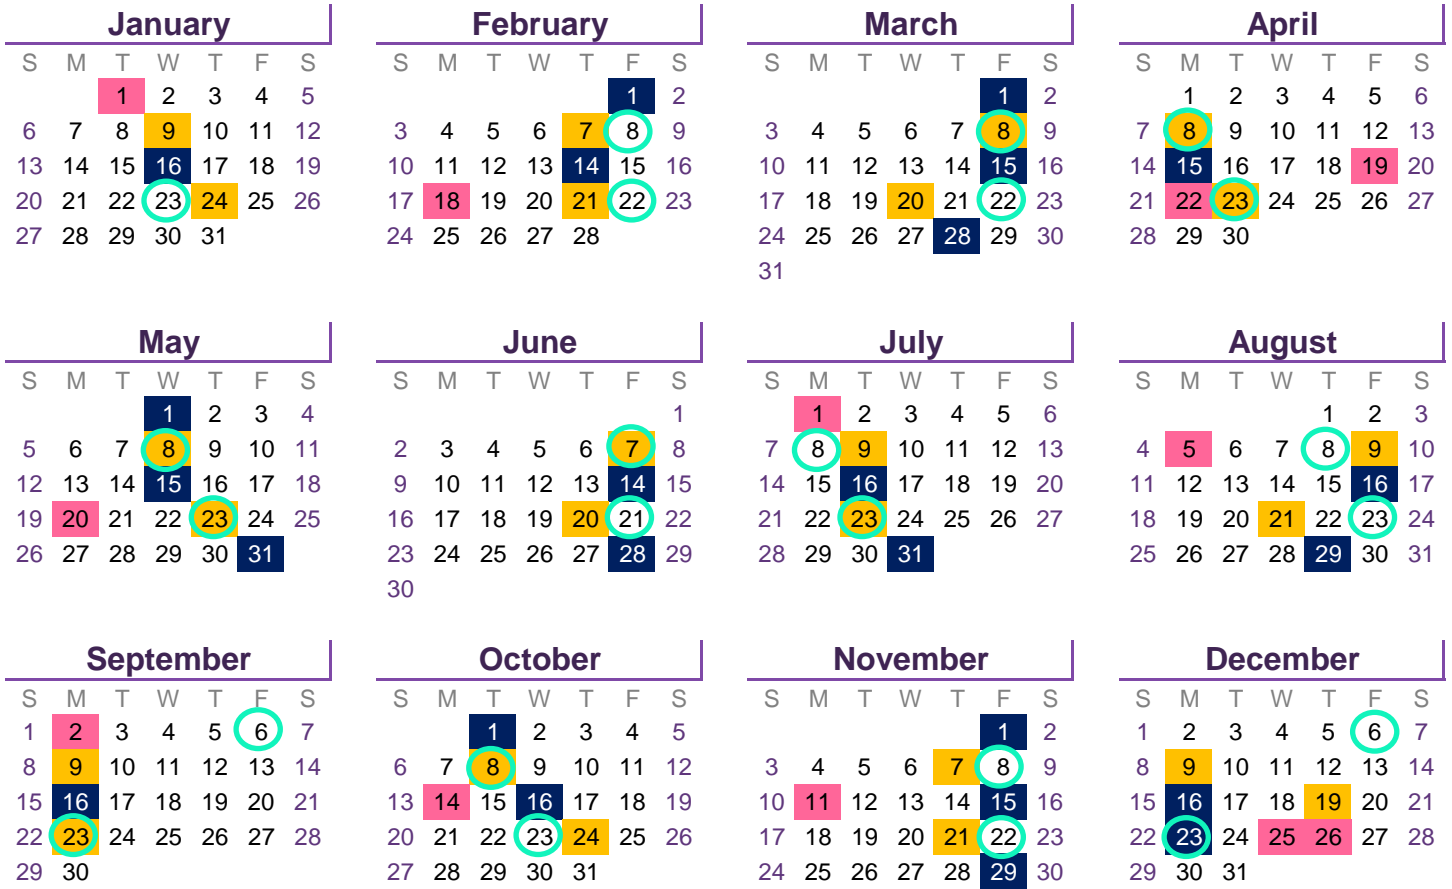 January February March April
S M T W T F S S M T W T F S S M T W T F S S M T W T F S
1 2 3 4 5 1 2 1 2 1 2 3 4 5 6
6 7 8 9 10 11 12 3 4 5 6 7 8 9 3 4 5 6 7 8 9 7 8 9 10 11 12 13
13 14 15 16 17 18 19 10 11 12 13 14 15 16 10 11 12 13 14 15 16 14 15 16 17 18 19 20
20 21 22 23 24 25 26 17 18 19 20 21 22 23 17 18 19 20 21 22 23 21 22 23 24 25 26 27
27 28 29 30 31 24 25 26 27 28 24 25 26 27 28 29 30 28 29 30
31
May June July August
S M T W T F S S M T W T F S S M T W T F S S M T W T F S
1 2 3 4 1 1 2 3 4 5 6 1 2 3
5 6 7 8 9 10 11 2 3 4 5 6 7 8 7 8 9 10 11 12 13 4 5 6 7 8 9 10
12 13 14 15 16 17 18 9 10 11 12 13 14 15 14 15 16 17 18 19 20 11 12 13 14 15 16 17
19 20 21 22 23 24 25 16 17 18 19 20 21 22 21 22 23 24 25 26 27 18 19 20 21 22 23 24
26 27 28 29 30 31 23 24 25 26 27 28 29 28 29 30 31 25 26 27 28 29 30 31
30
September October November December
S M T W T F S S M T W T F S S M T W T F S S M T W T F S
1 2 3 4 5 6 7 1 2 3 4 5 1 2 1 2 3 4 5 6 7
8 9 10 11 12 13 14 6 7 8 9 10 11 12 3 4 5 6 7 8 9 8 9 10 11 12 13 14
15 16 17 18 19 20 21 13 14 15 16 17 18 19 10 11 12 13 14 15 16 15 16 17 18 19 20 21
22 23 24 25 26 27 28 20 21 22 23 24 25 26 17 18 19 20 21 22 23 22 23 24 25 26 27 28
29 30 27 28 29 30 31 24 25 26 27 28 29 30 29 30 31